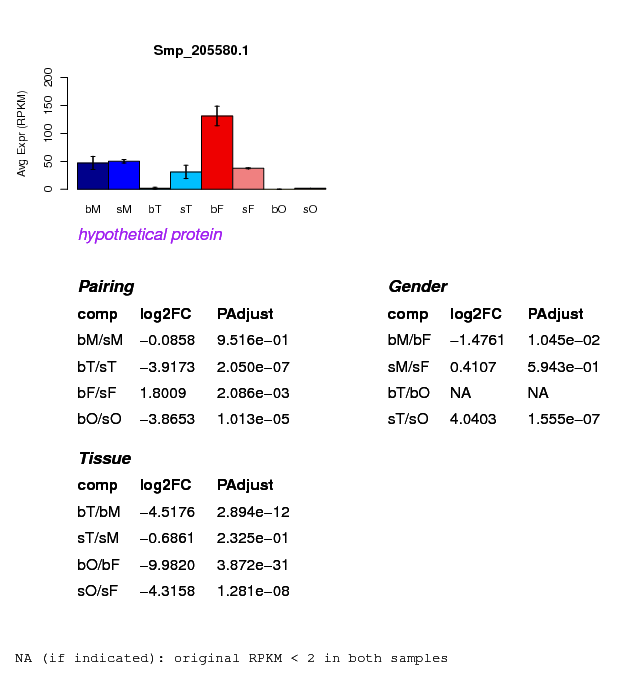 Smp_205580.1
Avg Expr (RPKM)
200
150
100
50
0
bM sM bT sT bF sF bO sO
hypothetical protein
Pairing
comp log2FC PAdjust
bM/sM −0.0858 9.516e−01
bT/sT −3.9173 2.050e−07
bF/sF 1.8009 2.086e−03
bO/sO −3.8653 1.013e−05
Gender
comp log2FC PAdjust
bM/bF −1.4761 1.045e−02
sM/sF 0.4107 5.943e−01
bT/bO NA NA
sT/sO 4.0403 1.555e−07
Tissue
comp log2FC PAdjust
bT/bM −4.5176 2.894e−12
sT/sM −0.6861 2.325e−01
bO/bF −9.9820 3.872e−31
sO/sF −4.3158 1.281e−08
NA (if indicated): original RPKM < 2 in both samples